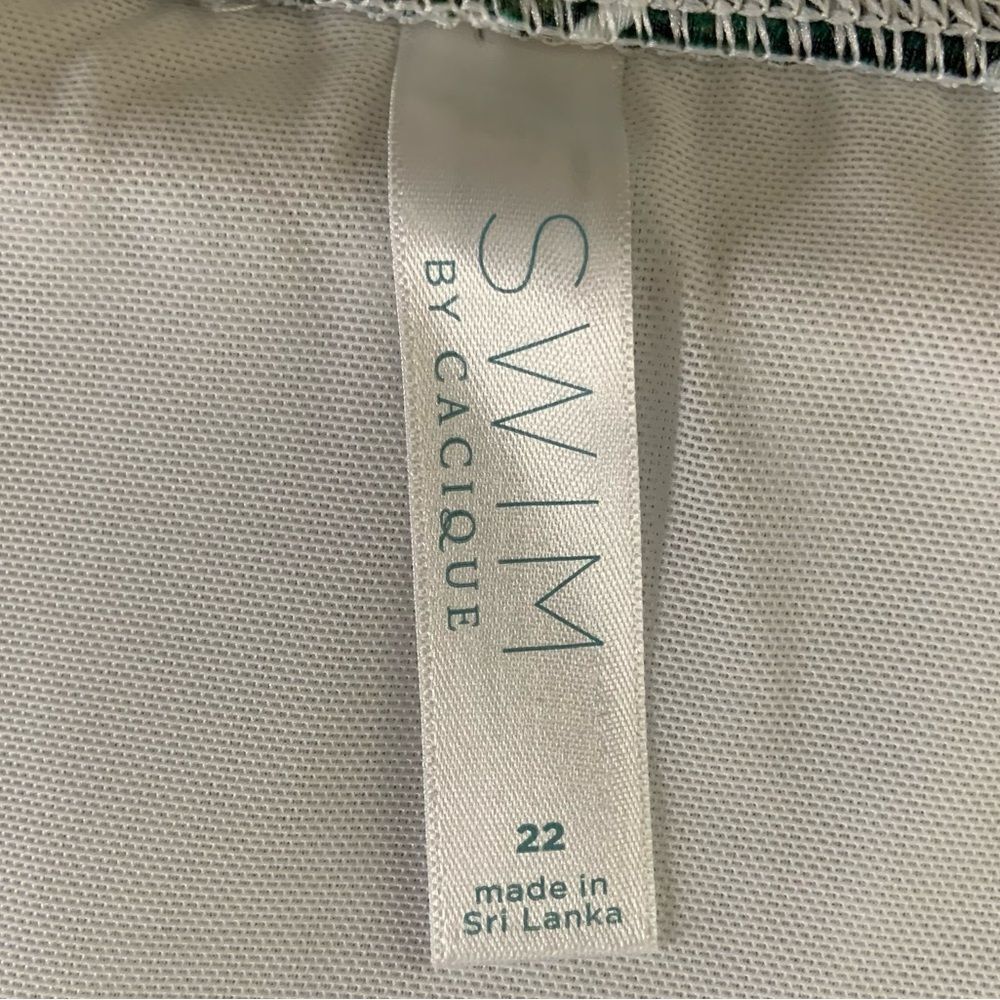 SWIM
BY CACIQUE
22
made in
Sri Lanka